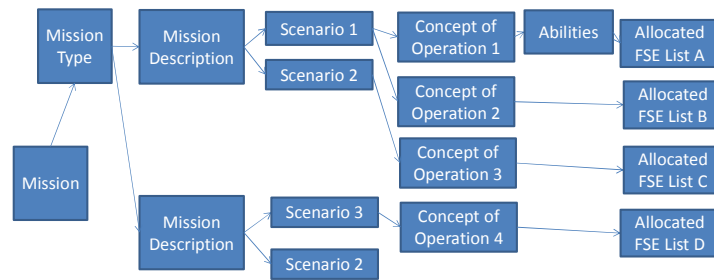 Mission
Type
Mission
Description
Scenario 1
Scenario 2
Concept of
Operation 1
Abilities
Allocated
FSE List A
Concept of
Operation 2
Allocated
FSE List B
Mission
Concept of
Operation 3
Allocated
FSE List C
Mission
Description
Scenario 3
Scenario 2
Concept of
Operation 4
Allocated
FSE List D